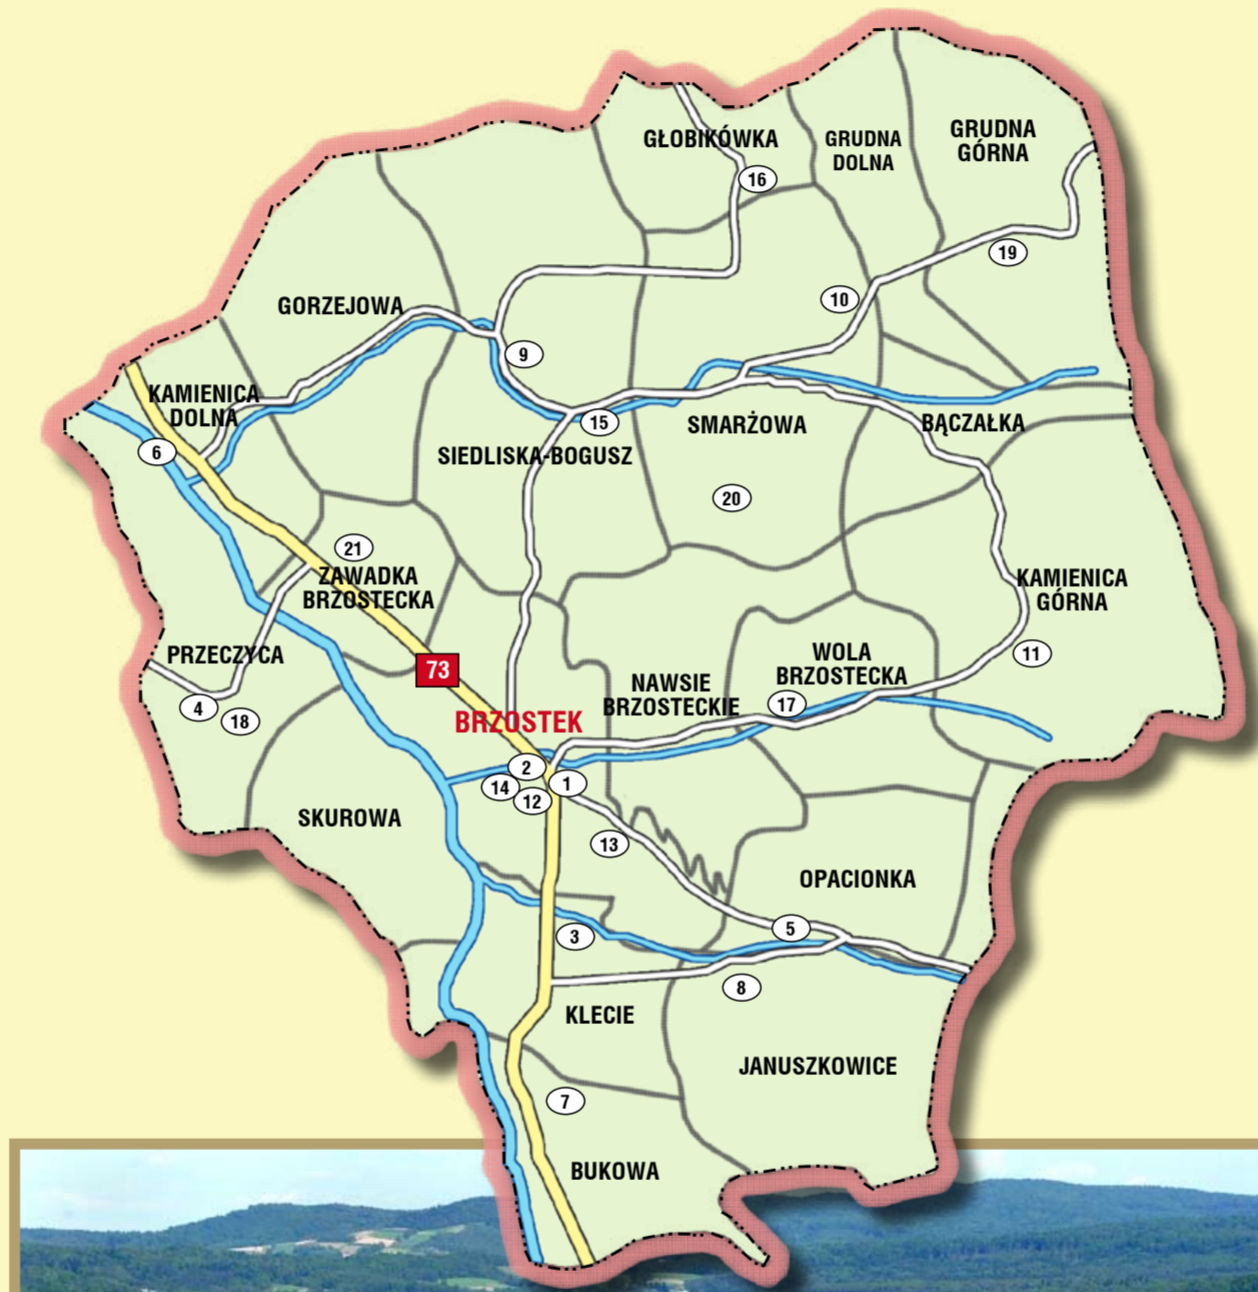 GŁOBIKÓWKA
GRUDNA
DOLNA
GRUDNA
GÓRNA
16
19
10
GORZEJOWA
9
KAMIENICA
DOLNA
15
SMARŻOWA
BĄCZAŁKA
6
SIEDLISKA-BOGUSZ
20
21
ZAWADKA
BRZOSTECKA
KAMIENICA
GÓRNA
PRZECZYCA
73
WOLA
BRZOSTECKA
11
NAWSIE
BRZOSTECKIE
4
18
17
BRZOSTEK
2
1
14
12
SKUROWA
13
OPACIONKA
3
5
8
KLECIE
JANUSZKOWICE
7
BUKOWA